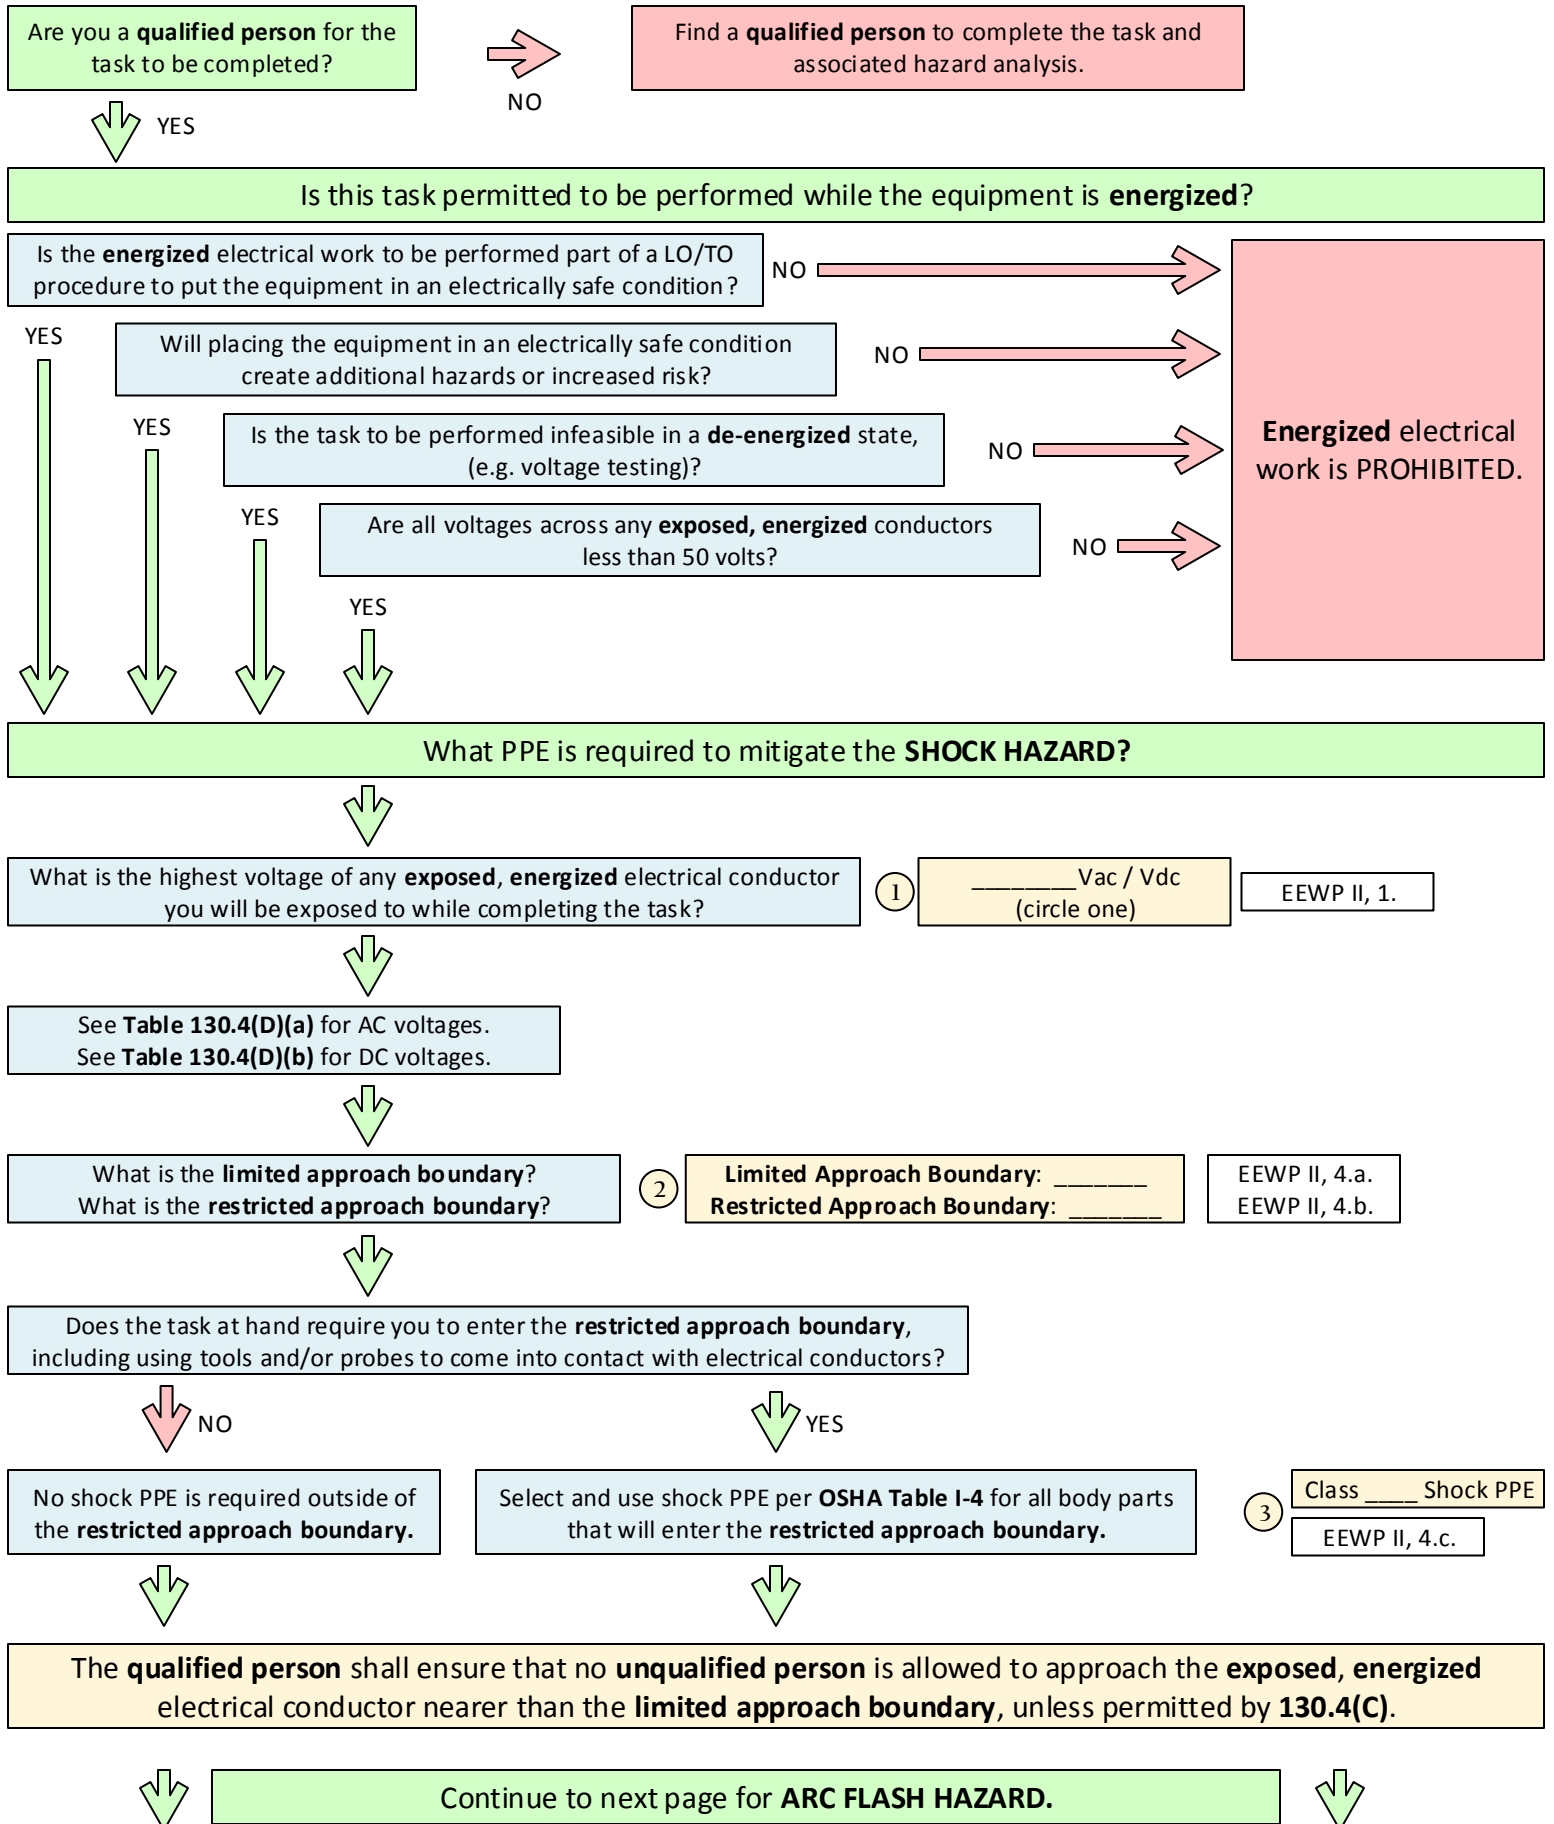 Are you a qualified person for the
task to be completed?
NO
Find a qualified person to complete the task and
associated hazard analysis.
YES
Is this task permitted to be performed while the equipment is energized?
Is the energized electrical work to be performed part of a LO/TO
procedure to put the equipment in an electrically safe condition?
NO
YES
Will placing the equipment in an electrically safe condition
create additional hazards or increased risk?
NO
YES
Is the task to be performed infeasible in a de-energized state,
(e.g. voltage testing)?
NO
YES
Are all voltages across any exposed, energized conductors
less than 50 volts?
NO
YES
Energized electrical
work is PROHIBITED.
What PPE is required to mitigate the SHOCK HAZARD?
What is the highest voltage of any exposed, energized electrical conductor
you will be exposed to while completing the task?
1
________Vac / Vdc
(circle one)
EEWP II, 1.
See Table 130.4(D)(a) for AC voltages.
See Table 130.4(D)(b) for DC voltages.
What is the limited approach boundary?
What is the restricted approach boundary?
2
Limited Approach Boundary: _______
Restricted Approach Boundary: _______
EEWP II, 4.a.
EEWP II, 4.b.
Does the task at hand require you to enter the restricted approach boundary,
including using tools and/or probes to come into contact with electrical conductors?
NO
YES
No shock PPE is required outside of
the restricted approach boundary.
Select and use shock PPE per OSHA Table I-4 for all body parts
that will enter the restricted approach boundary.
3
Class ____ Shock PPE
EEWP II, 4.c.
The qualified person shall ensure that no unqualified person is allowed to approach the exposed, energized
electrical conductor nearer than the limited approach boundary, unless permitted by 130.4(C).
Continue to next page for ARC FLASH HAZARD.